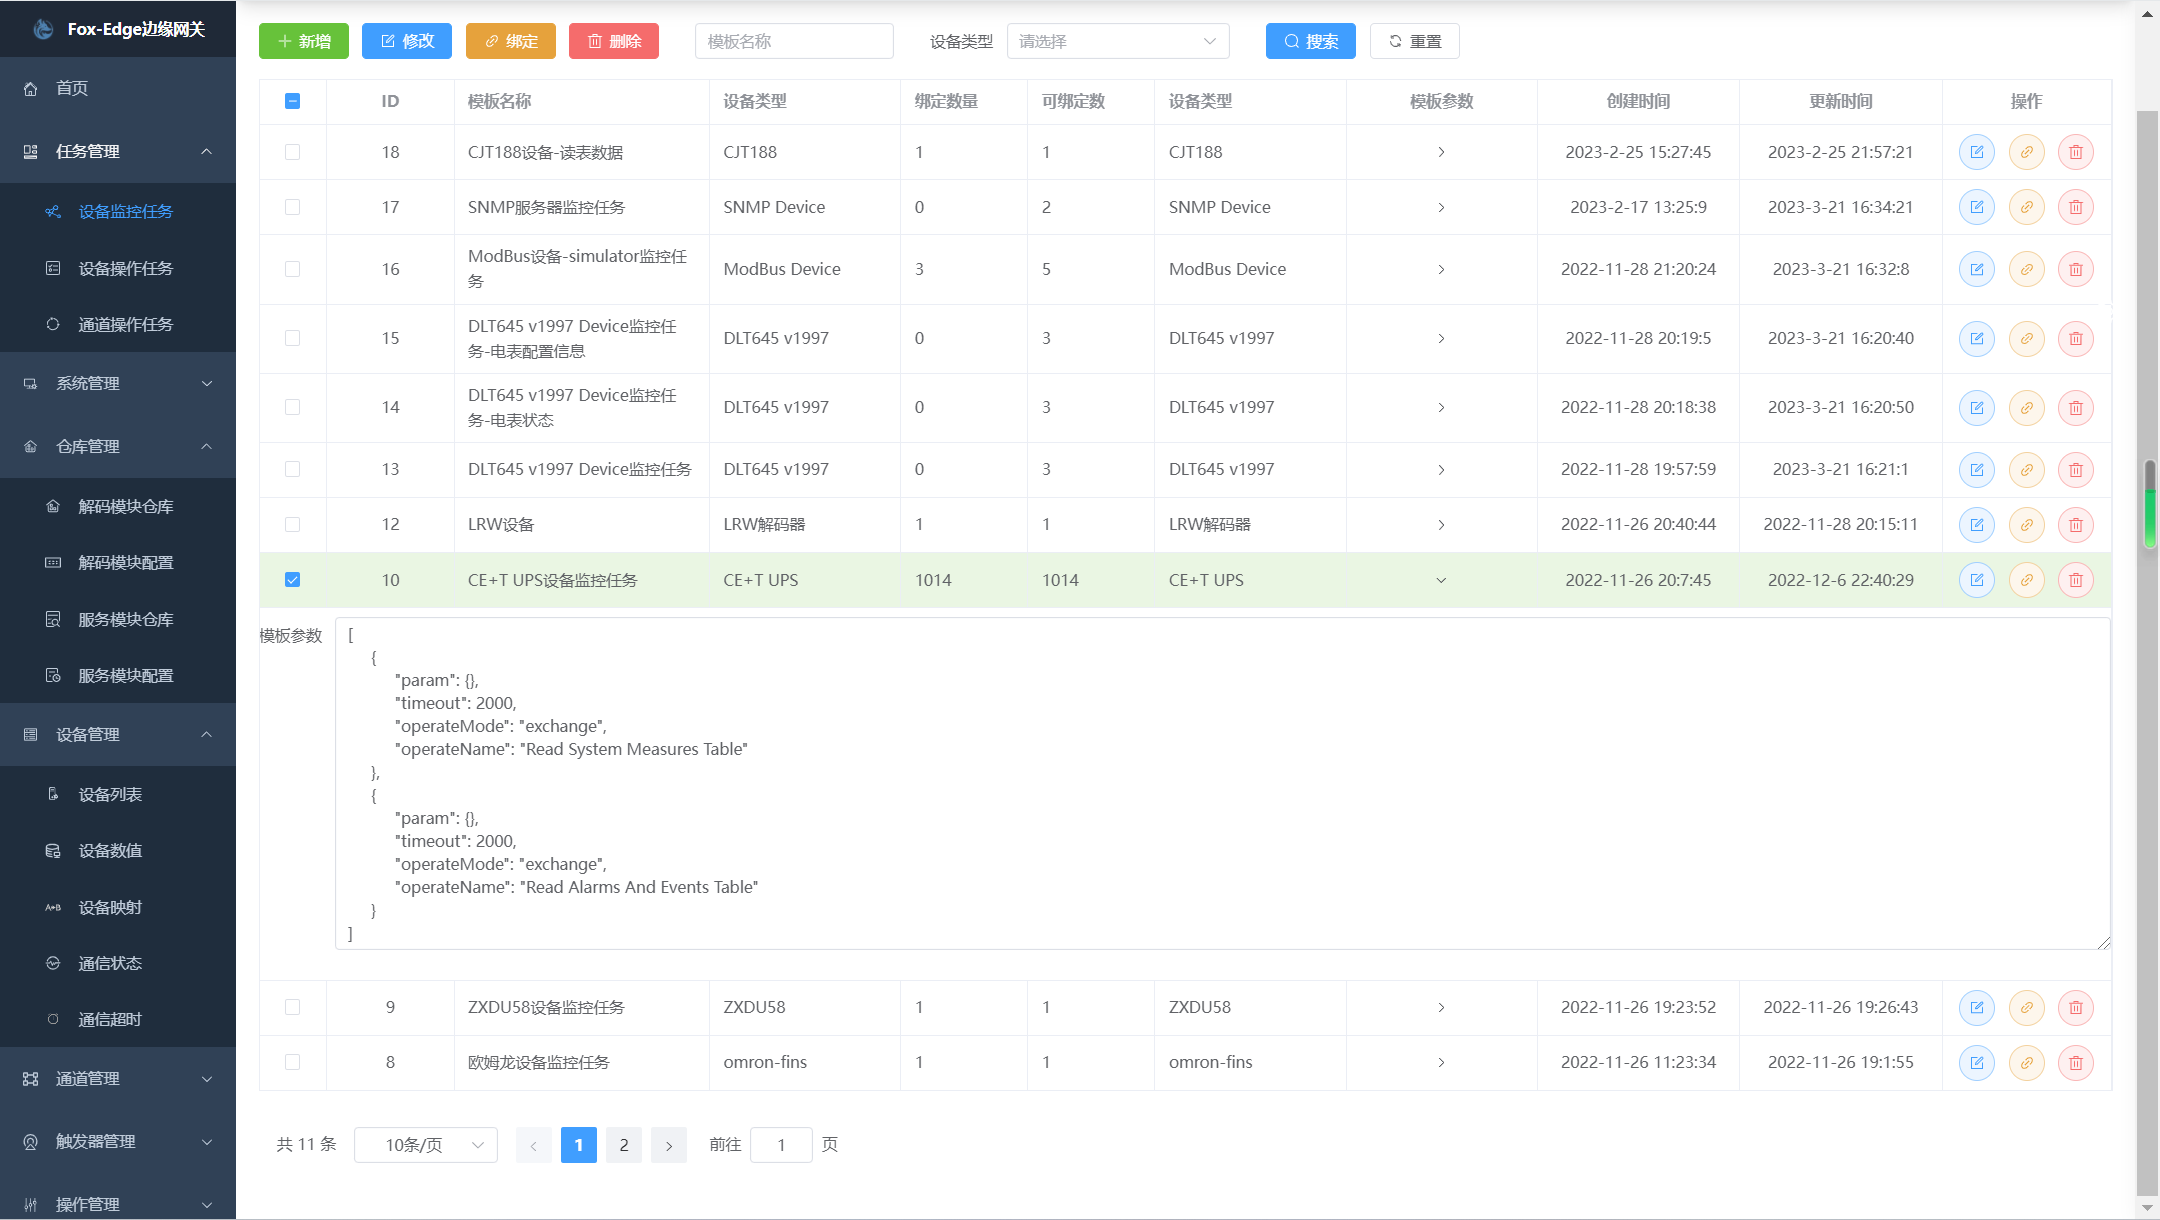 Fox-Edge边缘网关
首页
任务管理
设备监控任务
设备操作任务
通道操作任务
系统管理
仓库管理
解码模块仓库
解码模块配置
服务模块仓库
服务模块配置
设备管理
设备列表
设备数值
设备映射
通信状态
通信超时
通道管理
触发器管理
操作管理
新增 修改 绑定 删除 模板名称 设备类型 请选择 搜索 重置
ID 模板名称 设备类型 绑定数量 可绑定数 设备类型 模板参数 创建时间 更新时间 操作
18 CJT188设备-读表数据 CJT188 1 1 CJT188 2023-2-25 15:27:45 2023-2-25 21:57:21
17 SNMP服务器监控任务 SNMP Device 0 2 SNMP Device 2023-2-17 13:25:9 2023-3-21 16:34:21
16 ModBus设备-simulator监控任
务 ModBus Device 3 5 ModBus Device 2022-11-28 21:20:24 2023-3-21 16:32:8
15 DLT645 v1997 Device监控任
务-电表配置信息 DLT645 v1997 0 3 DLT645 v1997 2022-11-28 20:19:5 2023-3-21 16:20:40
14 DLT645 v1997 Device监控任
务-电表状态 DLT645 v1997 0 3 DLT645 v1997 2022-11-28 20:18:38 2023-3-21 16:20:50
13 DLT645 v1997 Device监控任务 DLT645 v1997 0 3 DLT645 v1997 2022-11-28 19:57:59 2023-3-21 16:21:1
12 LRW设备 LRW解码器 1 1 LRW解码器 2022-11-26 20:40:44 2022-11-28 20:15:11
10 CE+T UPS设备监控任务 CE+T UPS 1014 1014 CE+T UPS 2022-11-26 20:7:45 2022-12-6 22:40:29
模板参数 [
{
"param": {},
"timeout": 2000,
"operateMode": "exchange",
"operateName": "Read System Measures Table"
},
{
"param": {},
"timeout": 2000,
"operateMode": "exchange",
"operateName": "Read Alarms And Events Table"
}
]
9 ZXDU58设备监控任务 ZXDU58 1 1 ZXDU58 2022-11-26 19:23:52 2022-11-26 19:26:43
8 欧姆龙设备监控任务 omron-fins 1 1 omron-fins 2022-11-26 11:23:34 2022-11-26 19:1:55
共 11 条 10条/页 1 2 前往 1 页